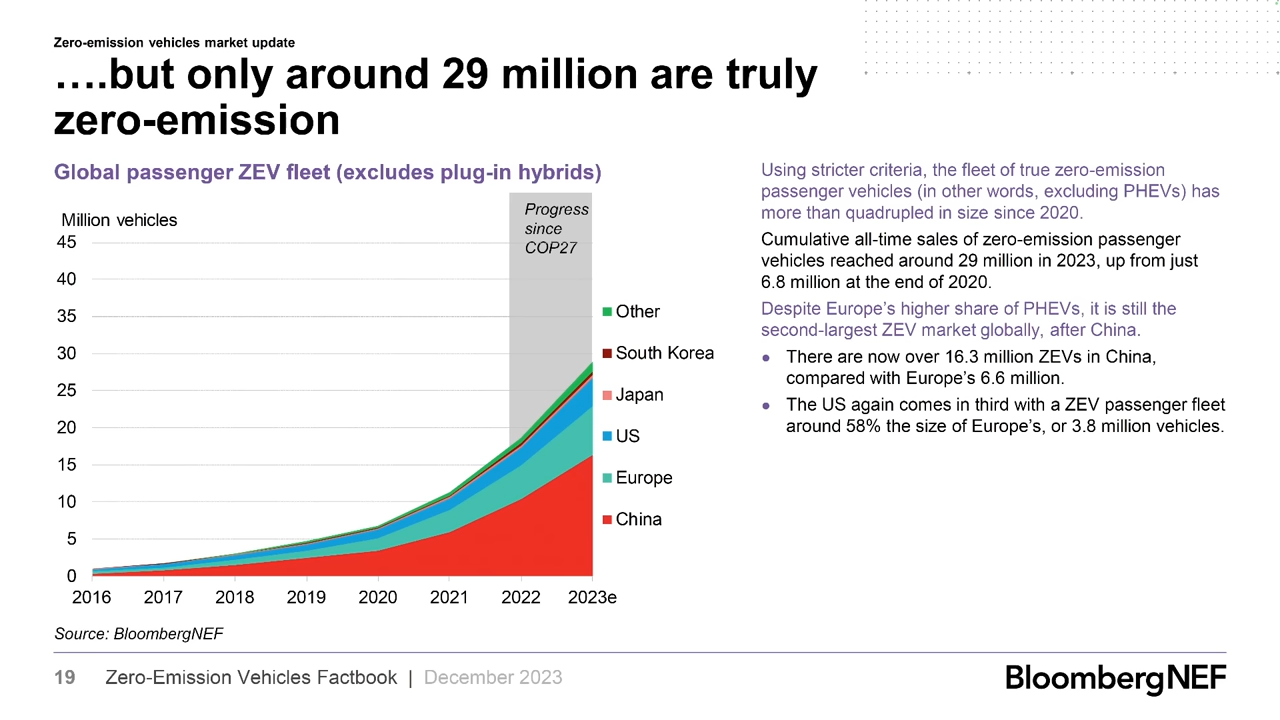 Zero-emission vehicles market update
….but only around 29 million are truly
zero-emission
Global passenger ZEV fleet (excludes plug-in hybrids)
Million vehicles
Progress
since
COP27
45
40
35
30
25
20
15
10
5
0
2016 2017 2018 2019 2020 2021 2022 2023e
Other
South Korea
Japan
US
Europe
China
Source: BloombergNEF
Using stricter criteria, the fleet of true zero-emission
passenger vehicles (in other words, excluding PHEVs) has
more than quadrupled in size since 2020.
Cumulative all-time sales of zero-emission passenger
vehicles reached around 29 million in 2023, up from just
6.8 million at the end of 2020.
Despite Europe’s higher share of PHEVs, it is still the
second-largest ZEV market globally, after China.
● There are now over 16.3 million ZEVs in China,
compared with Europe’s 6.6 million.
● The US again comes in third with a ZEV passenger fleet
around 58% the size of Europe’s, or 3.8 million vehicles.
19 Zero-Emission Vehicles Factbook | December 2023
BloombergNEF